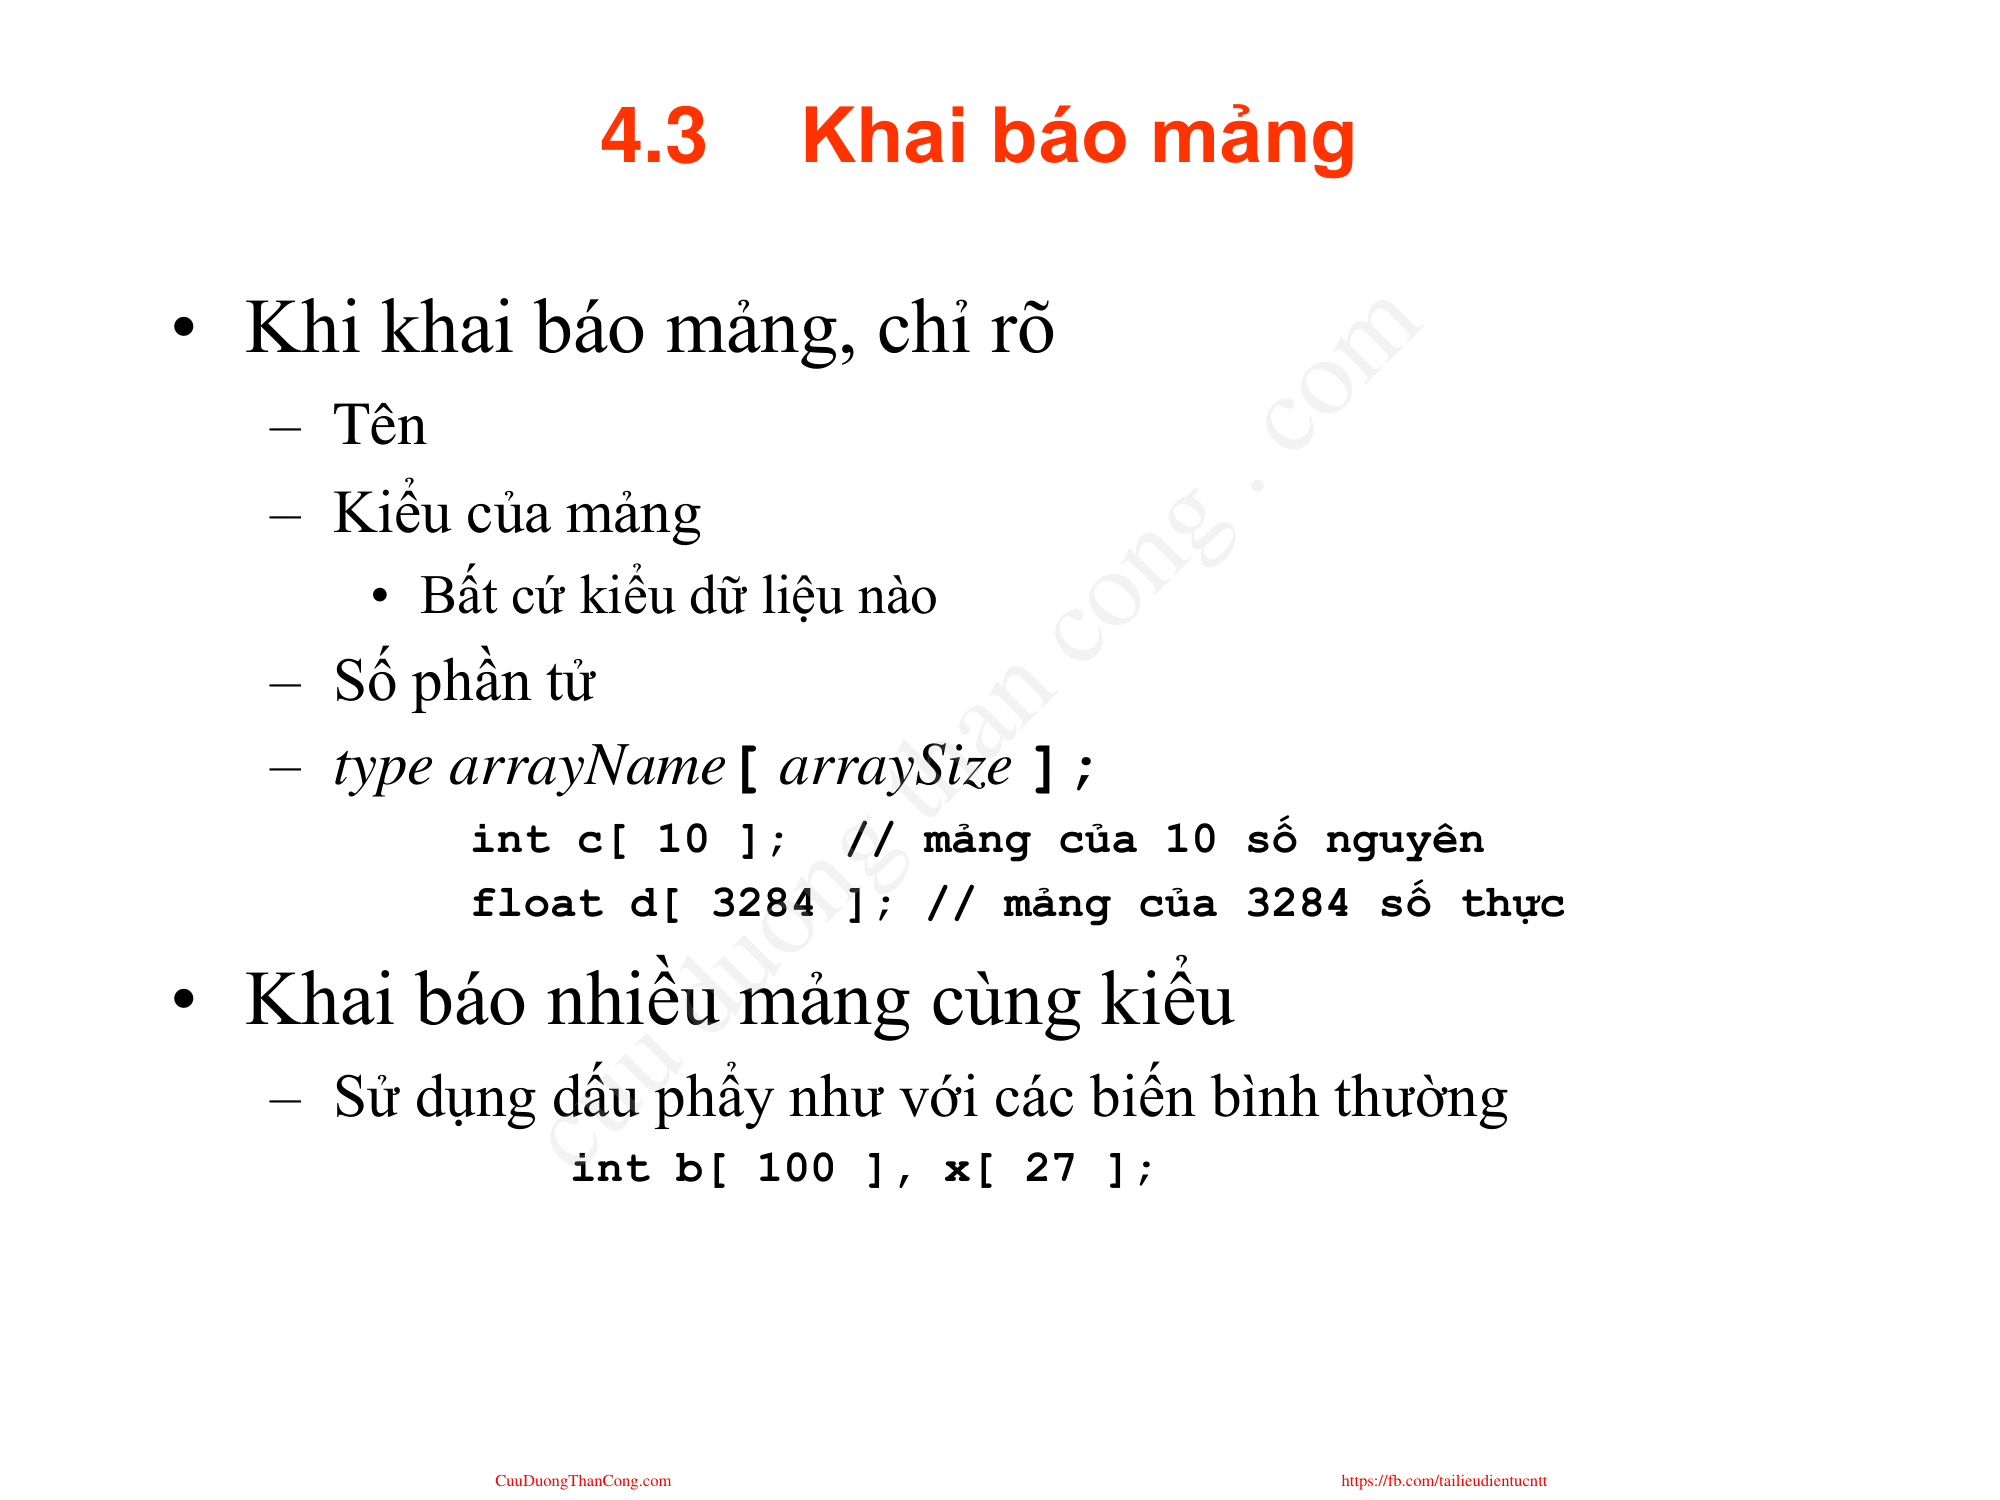 4.3 Khai báo mảng
• Khi khai báo mảng, chỉ rõ
– Tên
– Kiểu của mảng
• Bất cứ kiểu dữ liệu nào
– Số phần tử
– type arrayName[ arraySize ];
int c[ 10 ]; // mảng của 10 số nguyên
float d[ 3284 ]; // mảng của 3284 số thực
• Khai báo nhiều mảng cùng kiểu
– Sử dụng dấu phẩy như với các biến bình thường
int b[ 100 ], x[ 27 ];
cuu duong than cong . com
CuuDuongThanCong.com
https://fb.com/tailieudientucntt